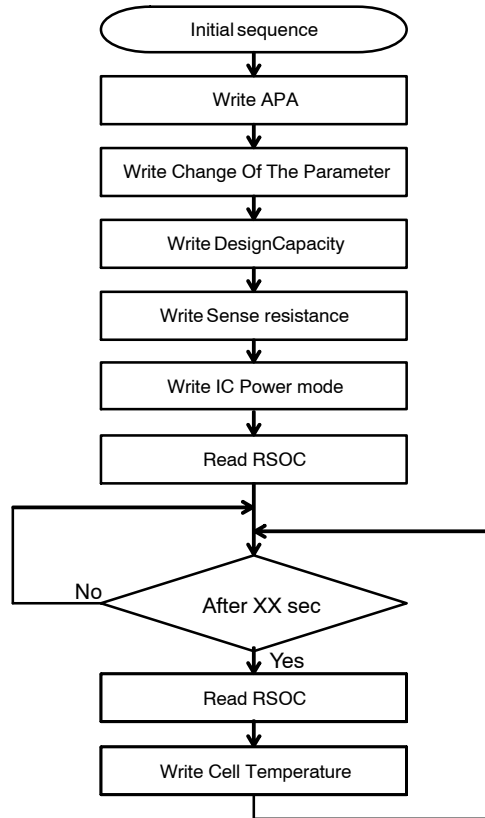 Initial sequence
Write APA
Write Change Of The Parameter
Write DesignCapacity
Write Sense resistance
Write IC Power mode
Read RSOC
No
After XX sec
Yes
Read RSOC
Write Cell Temperature